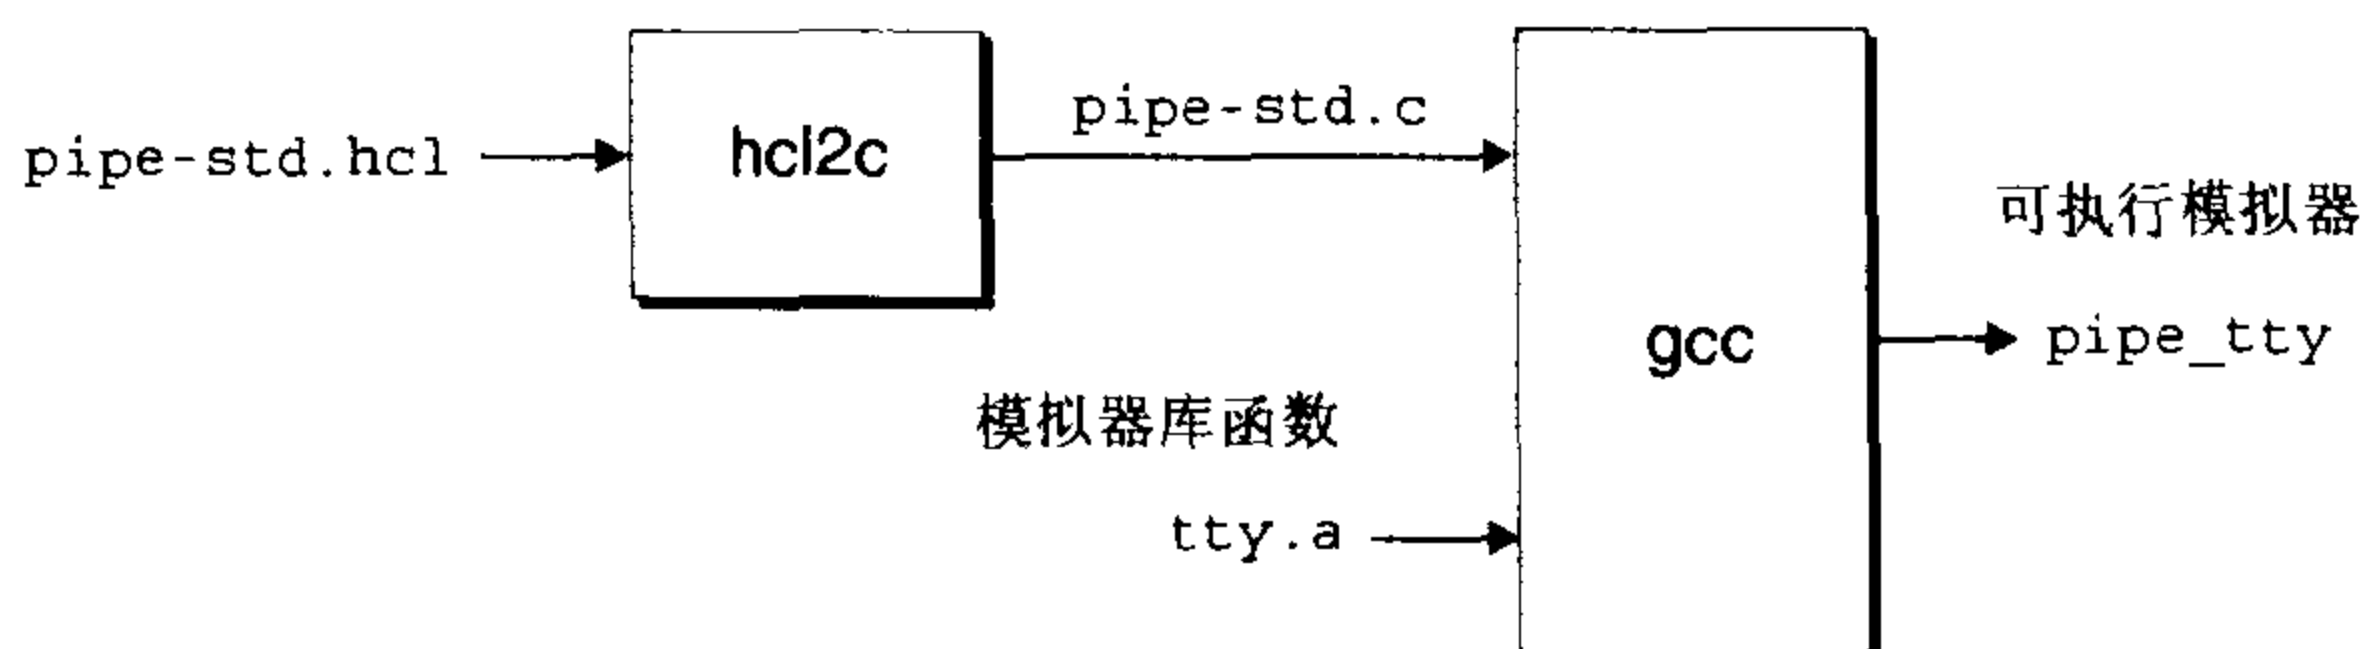 pipe-std.hcl
hcl2c
pipe-std.c
可执行模拟器
gcc
pipe_tty
模拟器库函数
tty.a